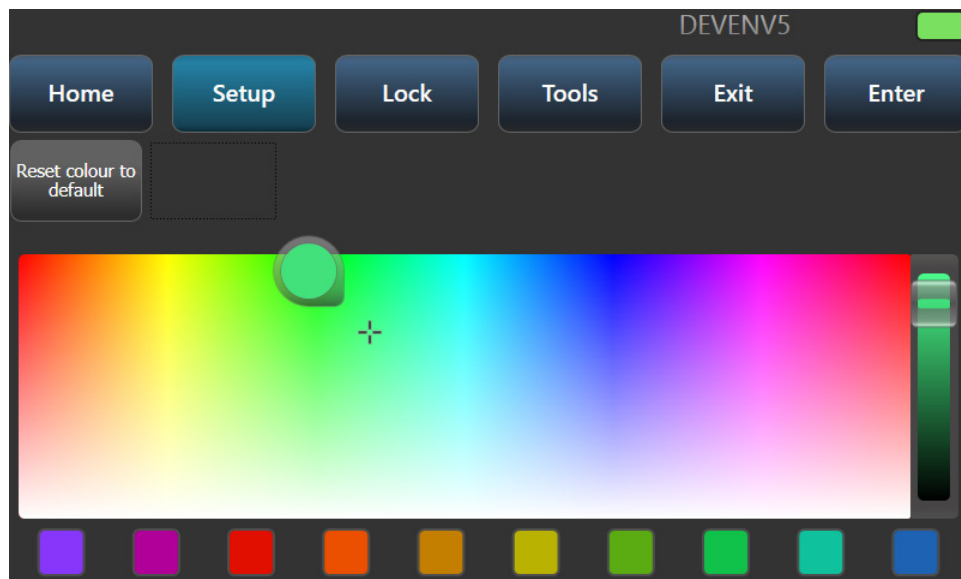 DEVENV5
Home
Setup
Lock
Tools
Exit
Enter
Reset colour to
default